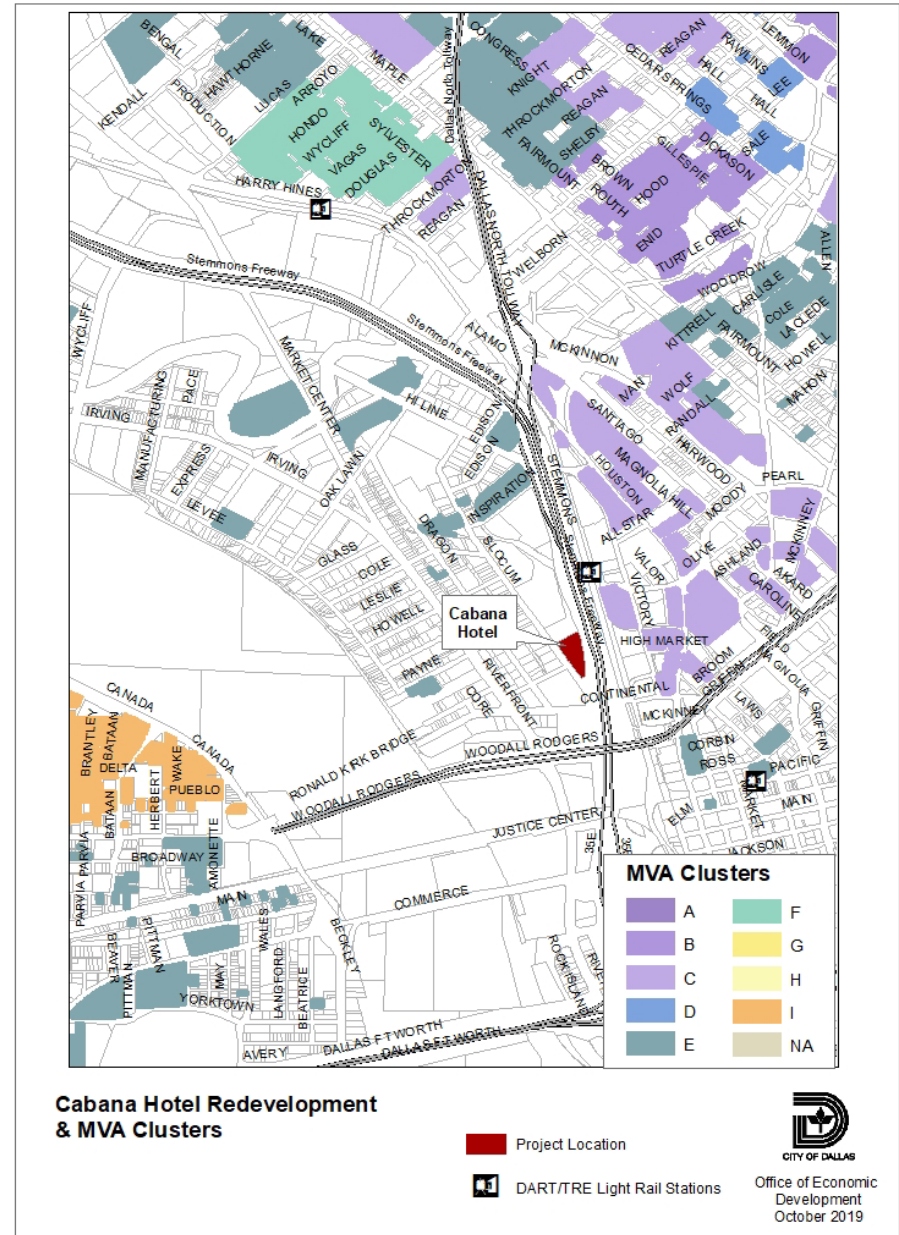 BENGAL
HAWTHORNE
LAKE
LUCAS
ARROYO
MAPLE
Dallas North Tollway
CONGRESS
KNIGHT
THROCKMORTON
REAGAN
CEDAR SPRINGS
REAGAN
HALL
RAWLINS
LEMMON
LEE
HALL
KENDALL
PRODUCTION
HONDO
WYCLIFF
VAGAS
DOUGLAS
SYLVESTER
THROCKMORTON
FAIRMOUNT
SHELBY
FAIRMOUNT
BROWN
ROUTH
HOOD
GILLESPIE
DICKASON
SALE
HARRY HINES
REAGAN
DALLAS NORTH TOLLWAY
WELBORN
ENID
TURTLE CREEK
WOODROW
ALLEN
Stemmons Freeway
Stemmons Freeway
ALAMO
MCKINNON
KITTRELL
CARLISLE
FAIRMOUNT
COLE
LACLEDE
HOWELL
MAHON
WYCLIFF
MARKET CENTER
HI LINE
IVAN
WOLF
RANDALL
IRVING
MANUFACTURING
PACE
EXPRESS
IRVING
OAK LAWN
EDISON
EDISON
STEMMONS
SANTIAGO
HARWOOD
MAGNOLIA HILL
HOUSTON
MOODY
PEARL
LEVEE
INSPIRATION
DRAGON
SLOCUM
ALL STAR
VALOR
VICTORY
OLIVE
ASHLAND
MCKINNEY
AKARD
CAROLINE
GLASS
COLE
LESLIE
HOWELL
Cabana
Hotel
HIGH MARKET
BROOM
FIELD
MAGNOLIA
GRIFFIN
PAYNE
CORE
RIVERFRONT
CONTINENTAL
LAWS
GRIFFIN
CANADA
CANADA
RONALD KIRK BRIDGE
WOODALL RODGERS
WOODALL RODGERS
CORBIN
ROSS
PACIFIC
MARKET
MAIN
ELM
JACKSON
BRANTLEY
BATAAN
DELTA
WAKE
PUEBLO
HERBERT
BATAAN
JUSTICE CENTER
35E
PARVIA
PARVIA
BROADWAY
AMONETTE
MAIN
COMMERCE
BEAVER
PITTMAN
PITTMAN
MAY
WALES
LANGFORD
BEATRICE
BECKLEY
ROCK ISLAND
YORKTOWN
AVERY
DALLAS FT WORTH
DALLAS FT WORTH
MVA Clusters
A
B
C
D
E
F
G
H
I
NA
Cabana Hotel Redevelopment
& MVA Clusters
Project Location
DART/TRE Light Rail Stations
CITY OF DALLAS
Office of Economic
Development
October 2019